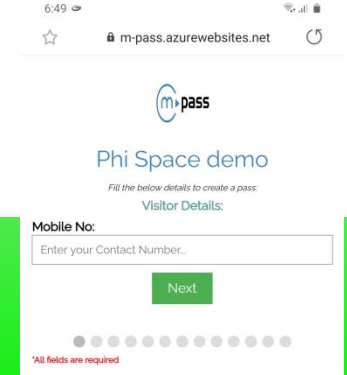 6:49
m-pass.azurewebsites.net
m pass
Phi Space demo
Fill the below details to create a pass:
Visitor Details:
Mobile No:
Enter your Contact Number...
Next
*All fields are required